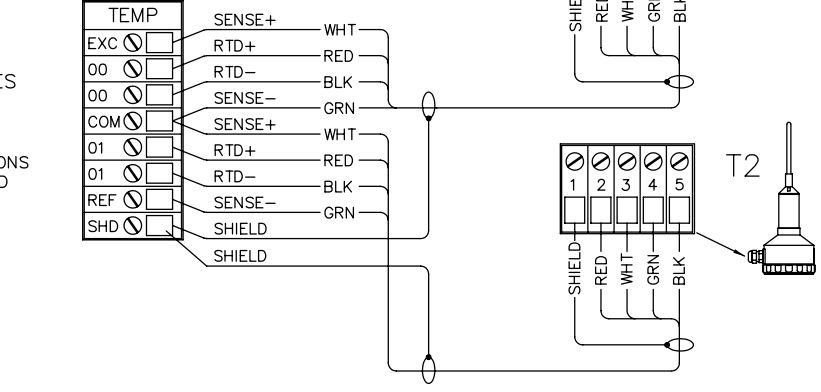 TEMP
EXC
00
00
COM
01
01
REF
SHD
SENSE+
RTD+
RTD−
SENSE−
SENSE+
RTD+
RTD−
SENSE−
SHIELD
SHIELD
WHT
RED
BLK
GRN
WHT
RED
BLK
GRN
RED
WHT
GRN
BLK
T2
1 2 3 4 5
SHIELD
RED
WHT
GRN
BLK